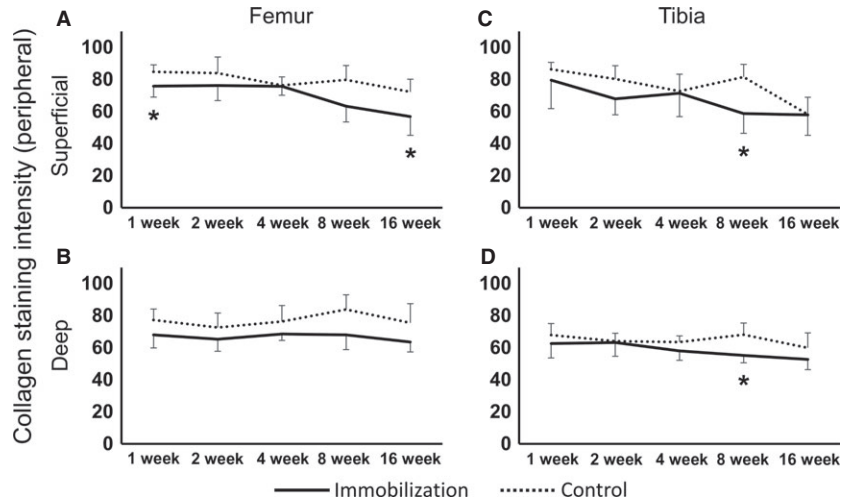 Femur
Tibia
Collagen staining intensity (peripheral)
Superficial
Deep
A
100
80
60
40
20
0
*
*
1 week 2 week 4 week 8 week 16 week
C
100
80
60
40
20
0
*
1 week 2 week 4 week 8 week 16 week
B
100
80
60
40
20
0
1 week 2 week 4 week 8 week 16 week
D
100
80
60
40
20
0
*
1 week 2 week 4 week 8 week 16 week
Immobilization Control